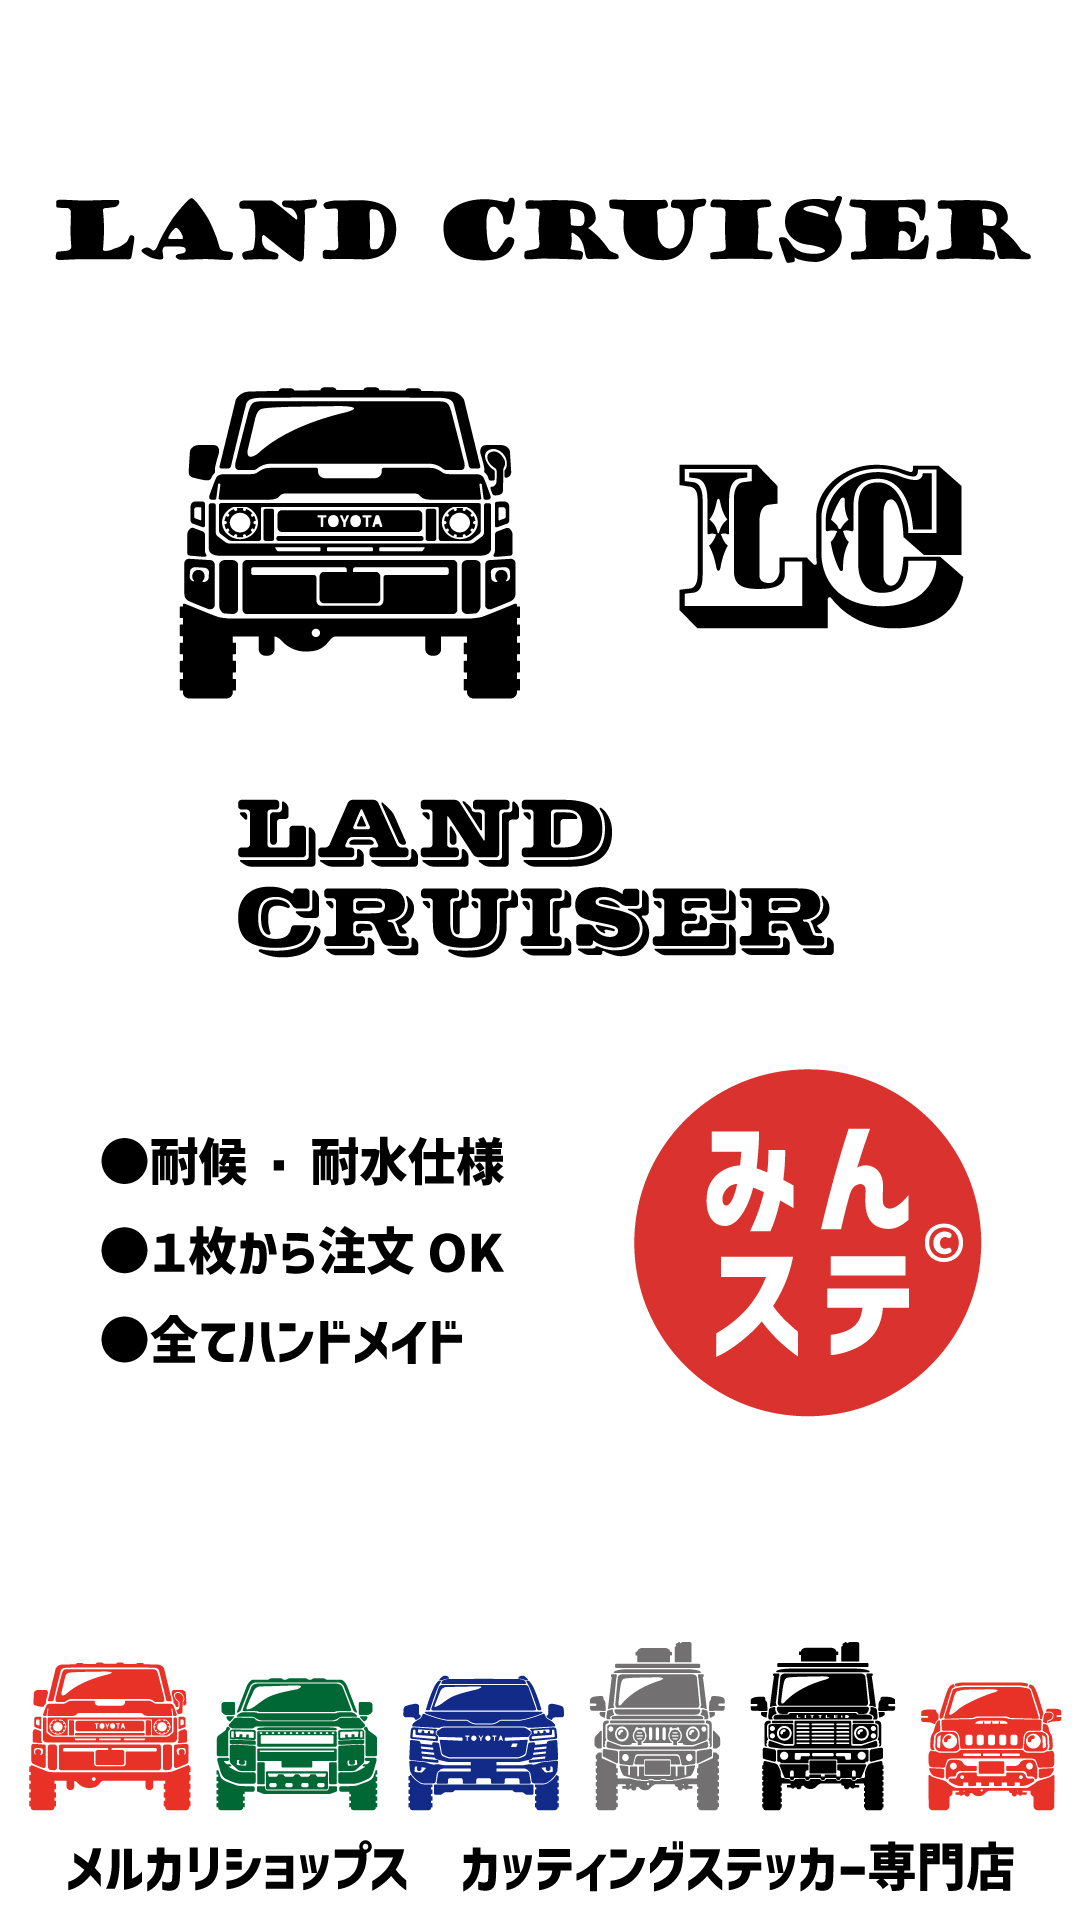 LAND CRUISER
TOYOTA
LC
LAND
CRUISER
●耐候 - 耐水仕様
●1枚から注文 OK
●全てハンドメイド
みん
ステ©
TOYOTA
TOYOTA
メルカリショップス カッティングステッカー専門店